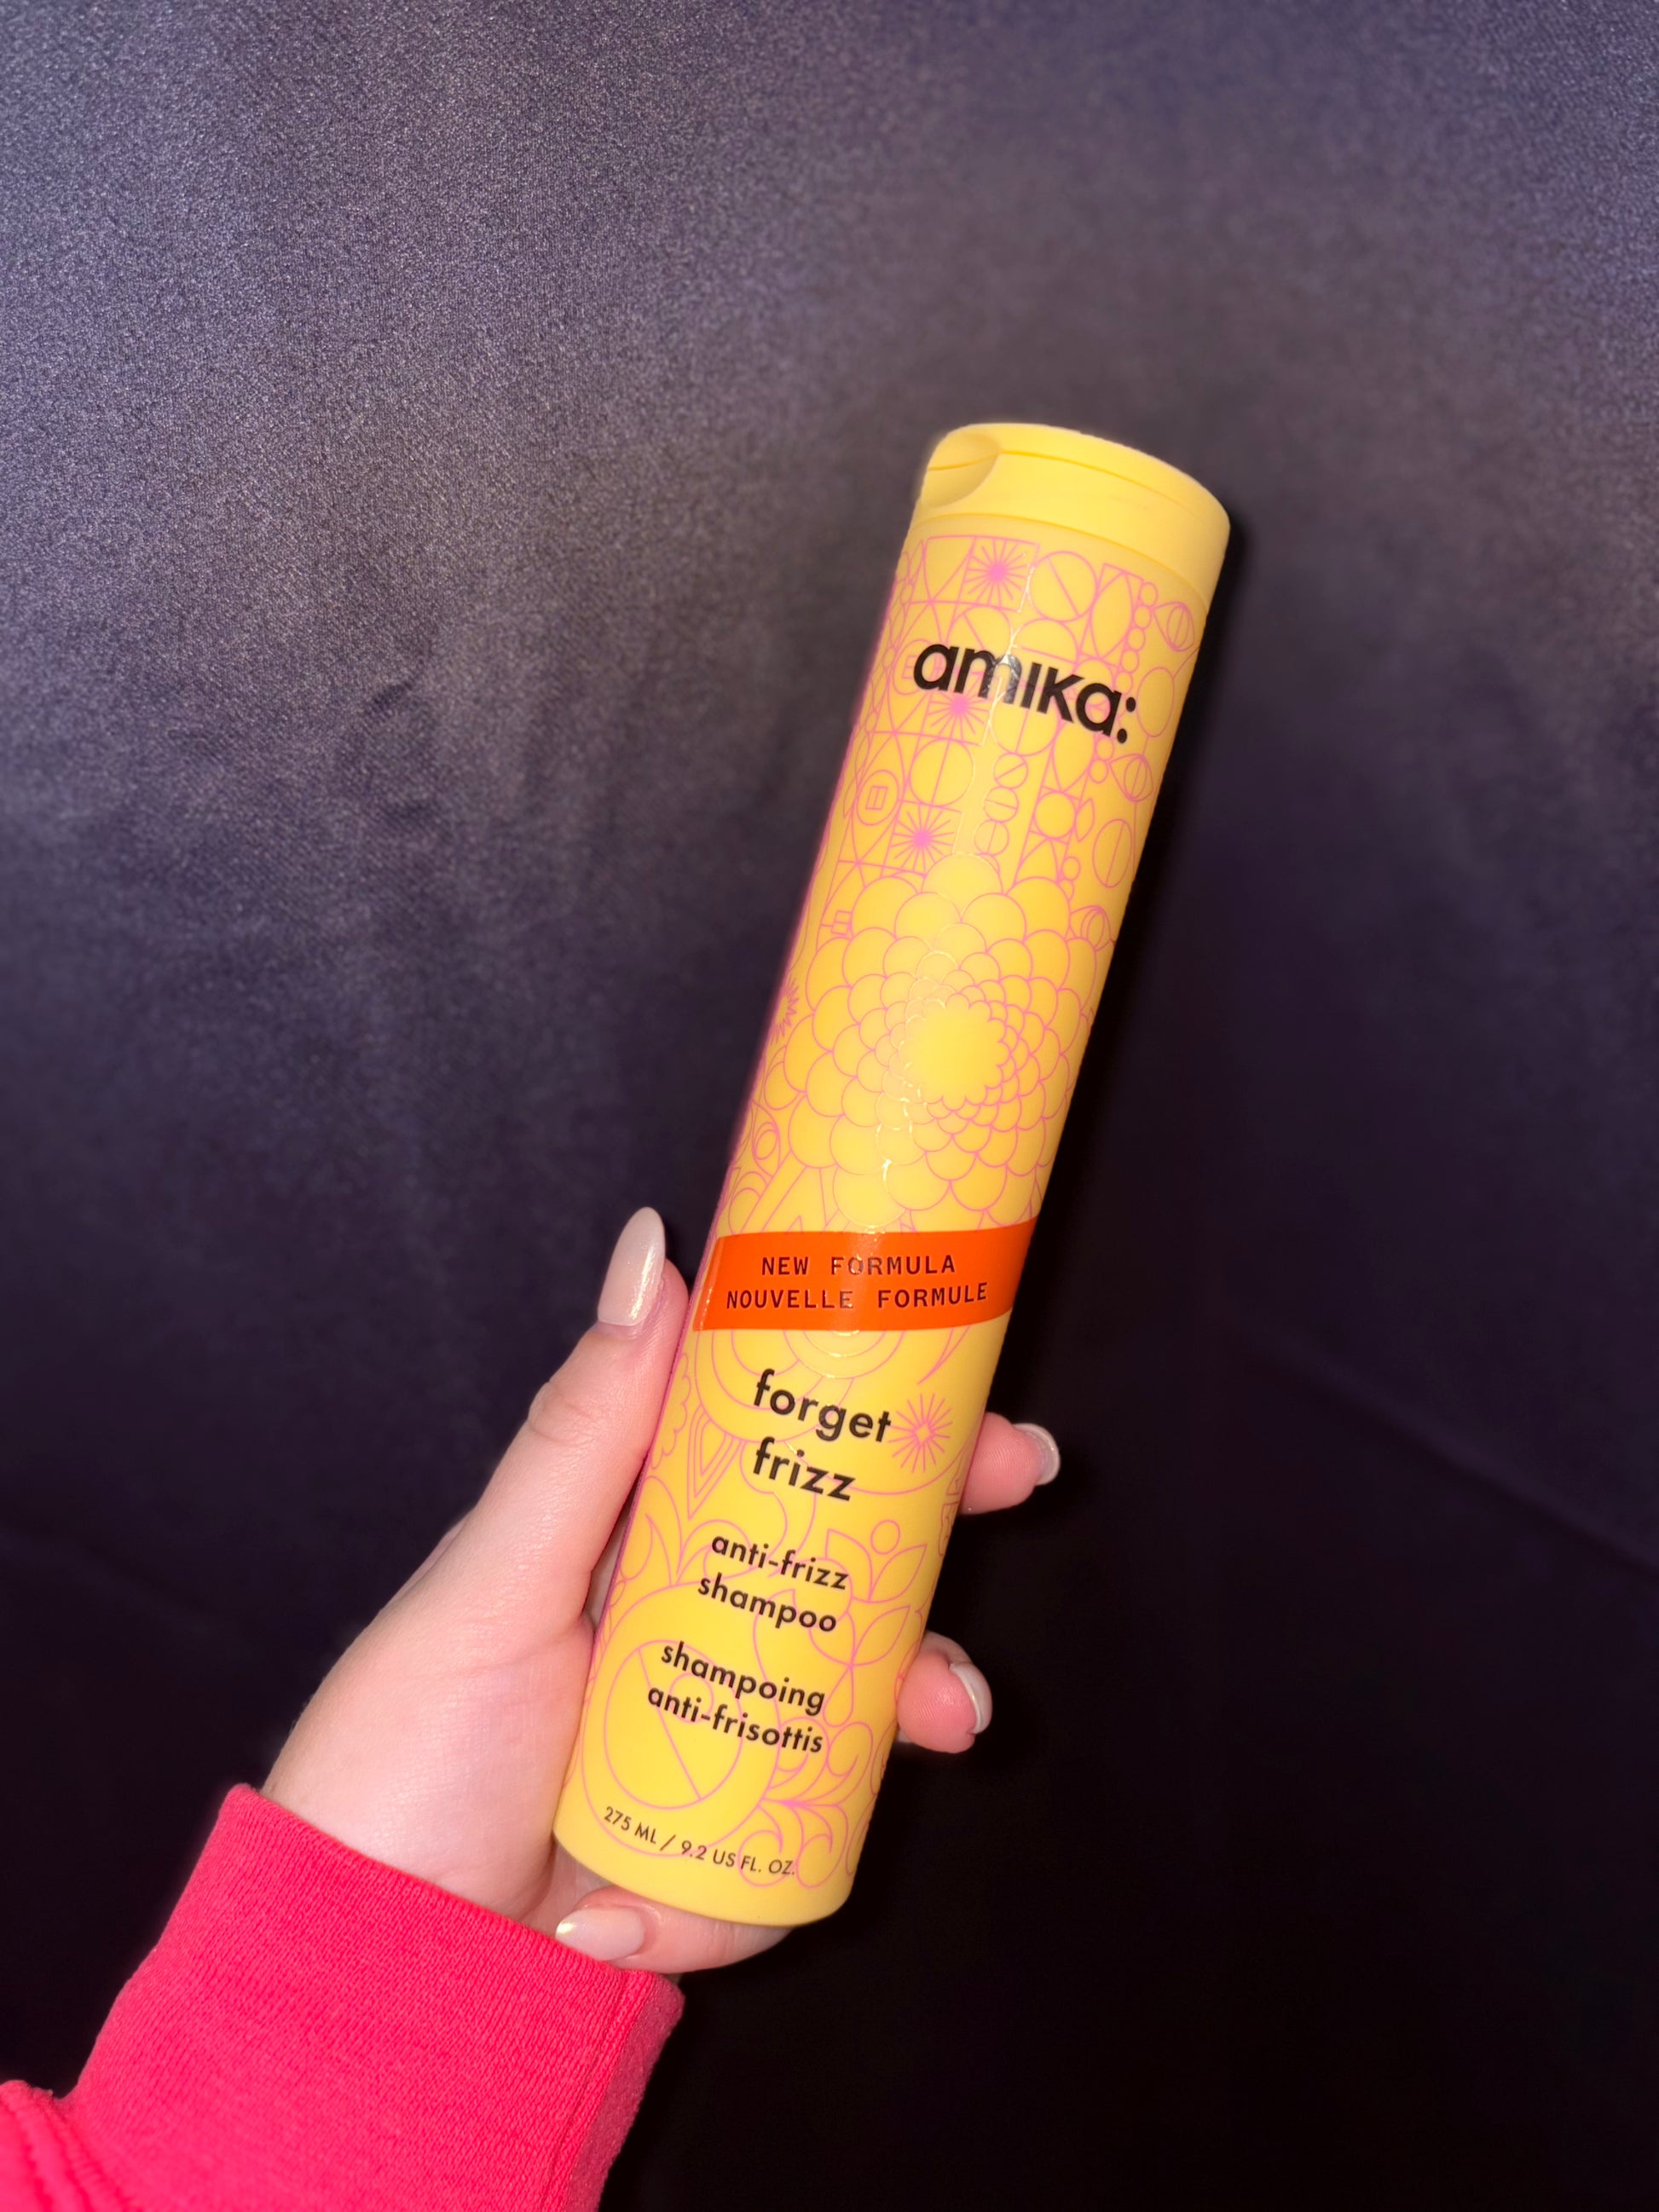 amika:
NEW FORMULA
NOUVELLE FORMULE
forget
frizz
anti-frizz
shampoo
shampoing
anti-frisottis
275 ML / 9.2 US FL. OZ.